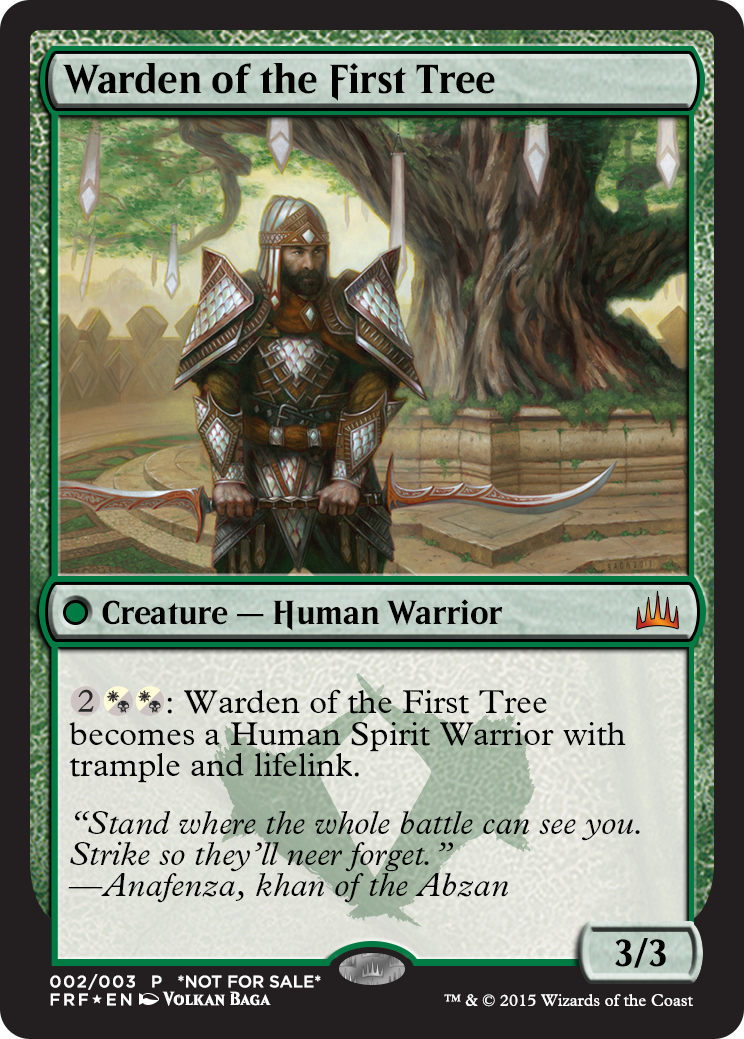 Warden of the First Tree
Creature — Human Warrior
2: Warden of the First Tree
becomes a Human Spirit Warrior with
trample and lifelink.
“Stand where the whole battle can see you.
Strike so they’ll neer forget.”
—Anafenza, khan of the Abzan
3/3
002/003 P *NOT FOR SALE*
FRF★EN Volkan Baga
™ & © 2015 Wizards of the Coast